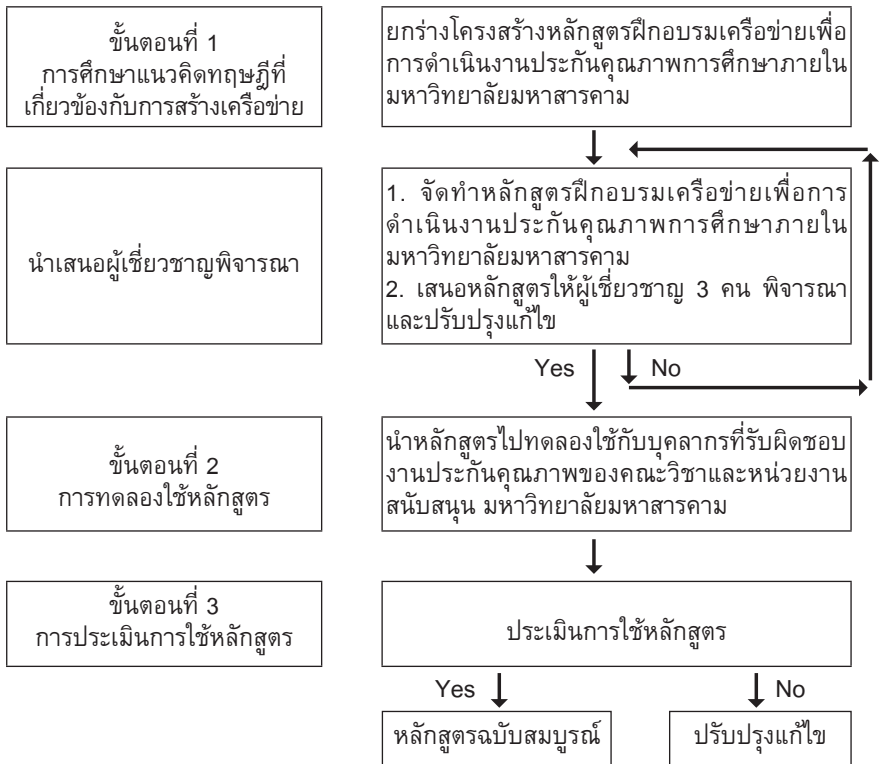 ขั้นตอนที่ 1
การศึกษาแนวคิดทฤษฎีที่
เกี่ยวข้องกับการสร้างเครือข่าย
ยกร่างโครงสร้างหลักสูตรฝึกอบรมเครือข่ายเพื่อ
การดำเนินงานประกันคุณภาพการศึกษาภายใน
มหาวิทยาลัยมหาสารคาม
นำเสนอผู้เชี่ยวชาญพิจารณา
1. จัดทำหลักสูตรฝึกอบรมเครือข่ายเพื่อการ
ดำเนินงานประกันคุณภาพการศึกษาภายใน
มหาวิทยาลัยมหาสารคาม
2. เสนอหลักสูตรให้ผู้เชี่ยวชาญ 3 คน พิจารณา
และปรับปรุงแก้ไข
Yes No
ขั้นตอนที่ 2
การทดลองใช้หลักสูตร
นำหลักสูตรไปทดลองใช้กับบุคลากรที่รับผิดชอบ
งานประกันคุณภาพของคณะวิชาและหน่วยงาน
สนับสนุน มหาวิทยาลัยมหาสารคาม
ขั้นตอนที่ 3
การประเมินการใช้หลักสูตร
ประเมินการใช้หลักสูตร
Yes No
หลักสูตรฉบับสมบูรณ์
ปรับปรุงแก้ไข